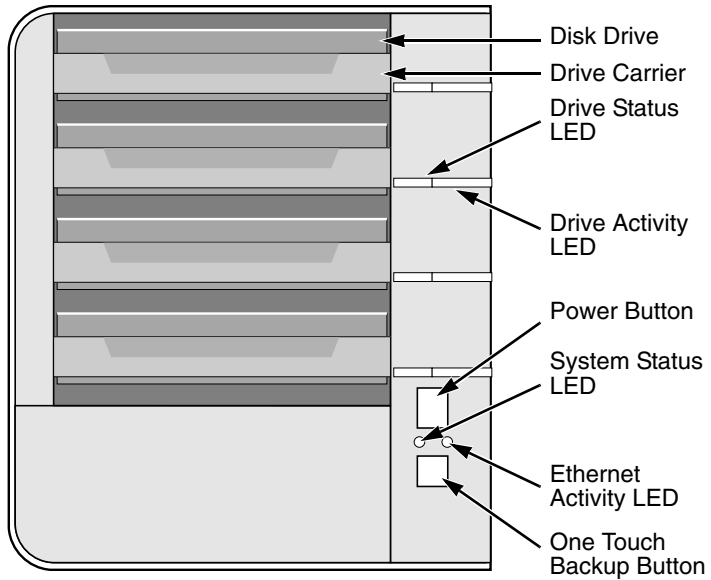 Disk Drive
Drive Carrier
Drive Status
LED
Drive Activity
LED
Power Button
System Status
LED
Ethernet
Activity LED
One Touch
Backup Button